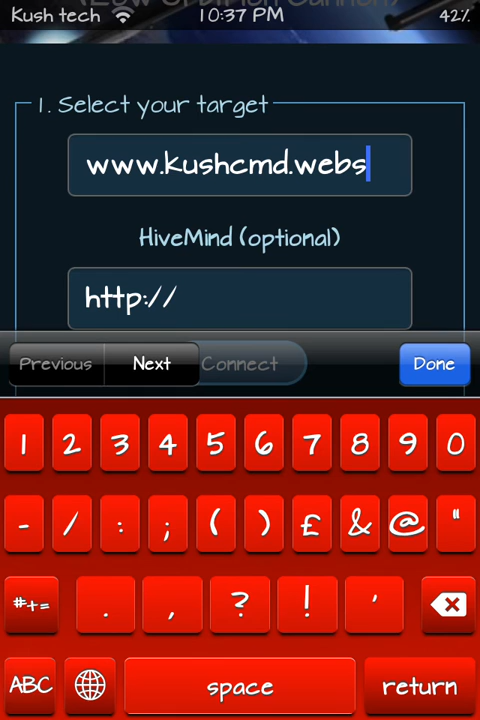 Kush tech 10:37 PM 42%
1. Select your target
www.kushcmd.webs
HiveMind (optional)
http://
Previous Next Connect Done
1 2 3 4 5 6 7 8 9 0
- / : ; ( ) £ & @ "
#+= . , ? ! '
ABC space return